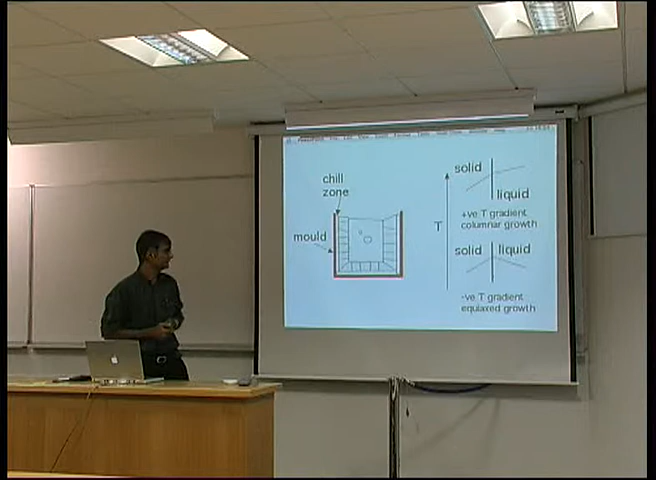 chill
zone
mould
T
solid
liquid
+ve T gradient
columnar growth
solid
liquid
-ve T gradient
equiaxed growth